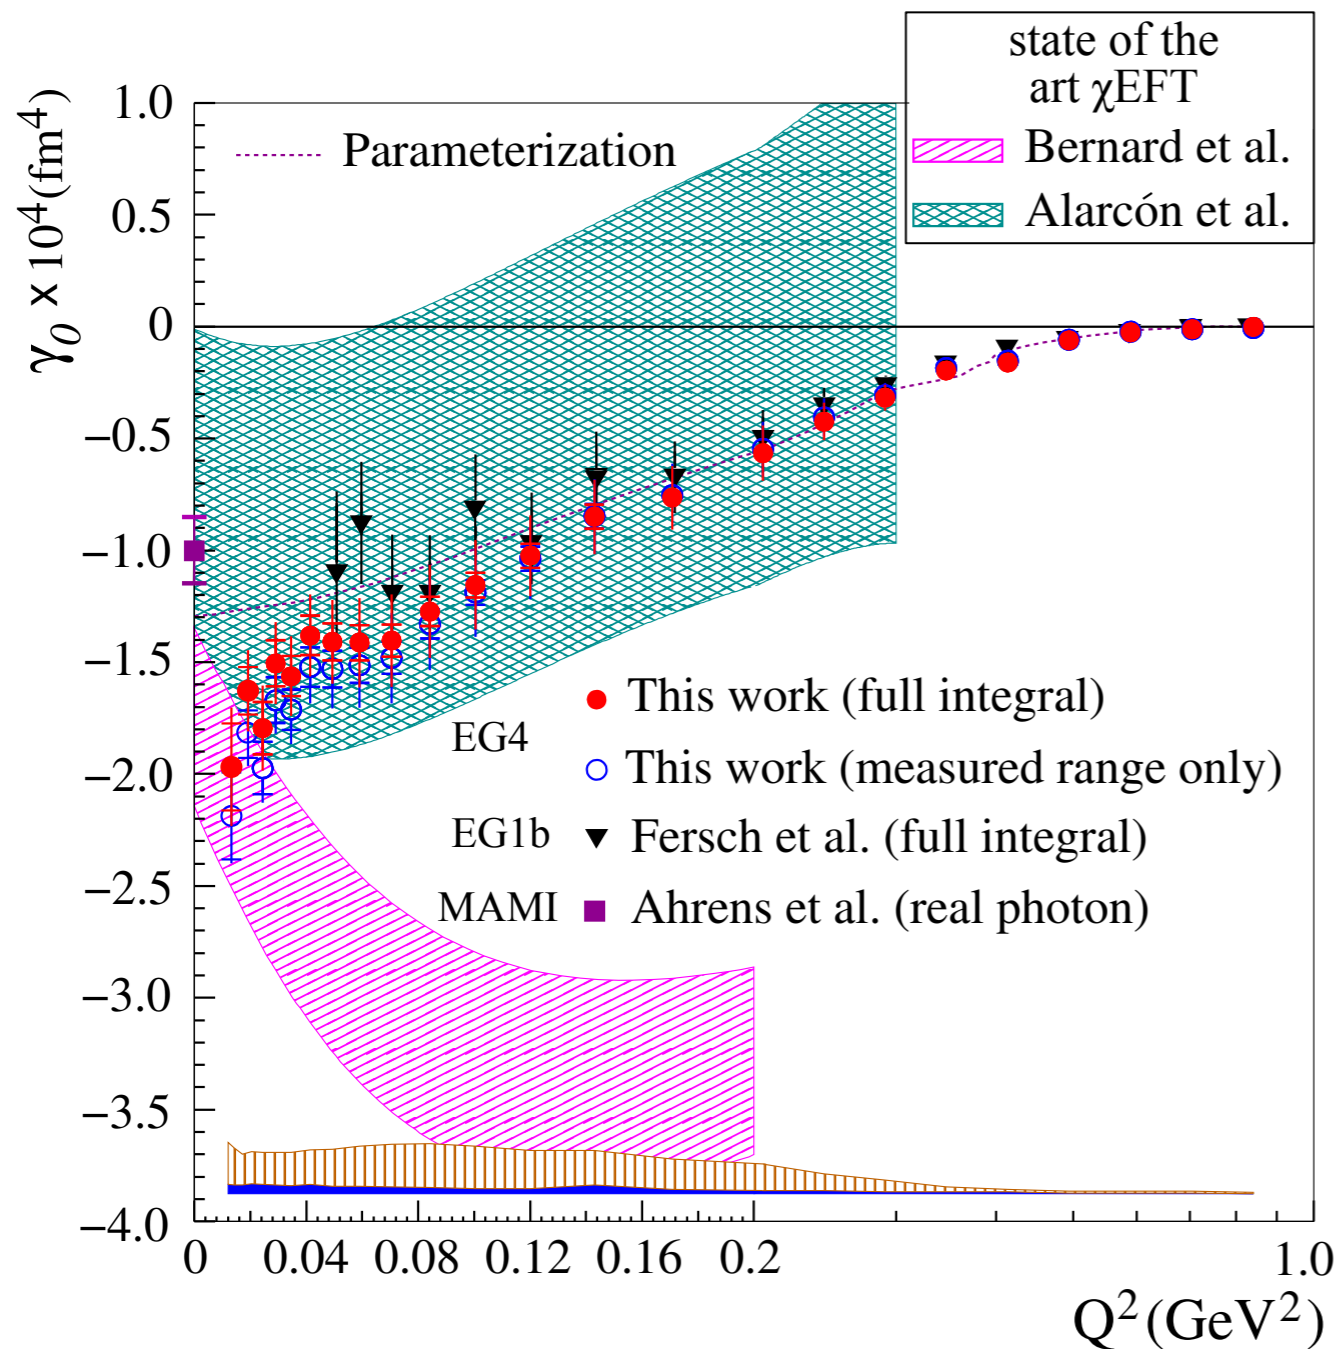 state of the
art χEFT
Bernard et al.
Alarcón et al.
Parameterization
γ₀ x 10⁴(fm⁴)
1.0
0.5
0
−0.5
−1.0
−1.5
−2.0
−2.5
−3.0
−3.5
−4.0
EG4
This work (full integral)
This work (measured range only)
EG1b
Fersch et al. (full integral)
MAMI
Ahrens et al. (real photon)
0 0.04 0.08 0.12 0.16 0.2 1.0
Q²(GeV²)